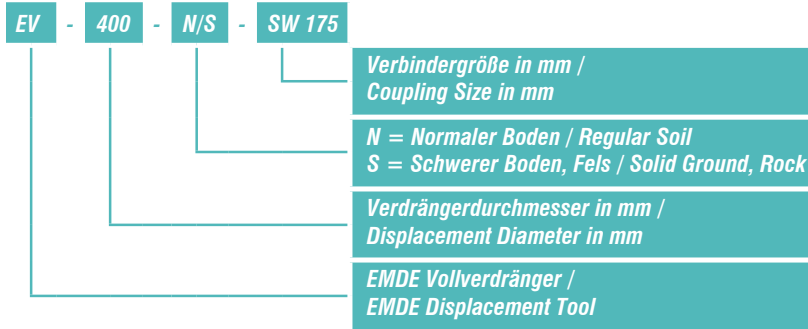 EV - 400 - N/S - SW 175
Verbindergröße in mm /
Coupling Size in mm
N = Normaler Boden / Regular Soil
S = Schwerer Boden, Fels / Solid Ground, Rock
Verdrängerdurchmesser in mm /
Displacement Diameter in mm
EMDE Vollverdränger /
EMDE Displacement Tool